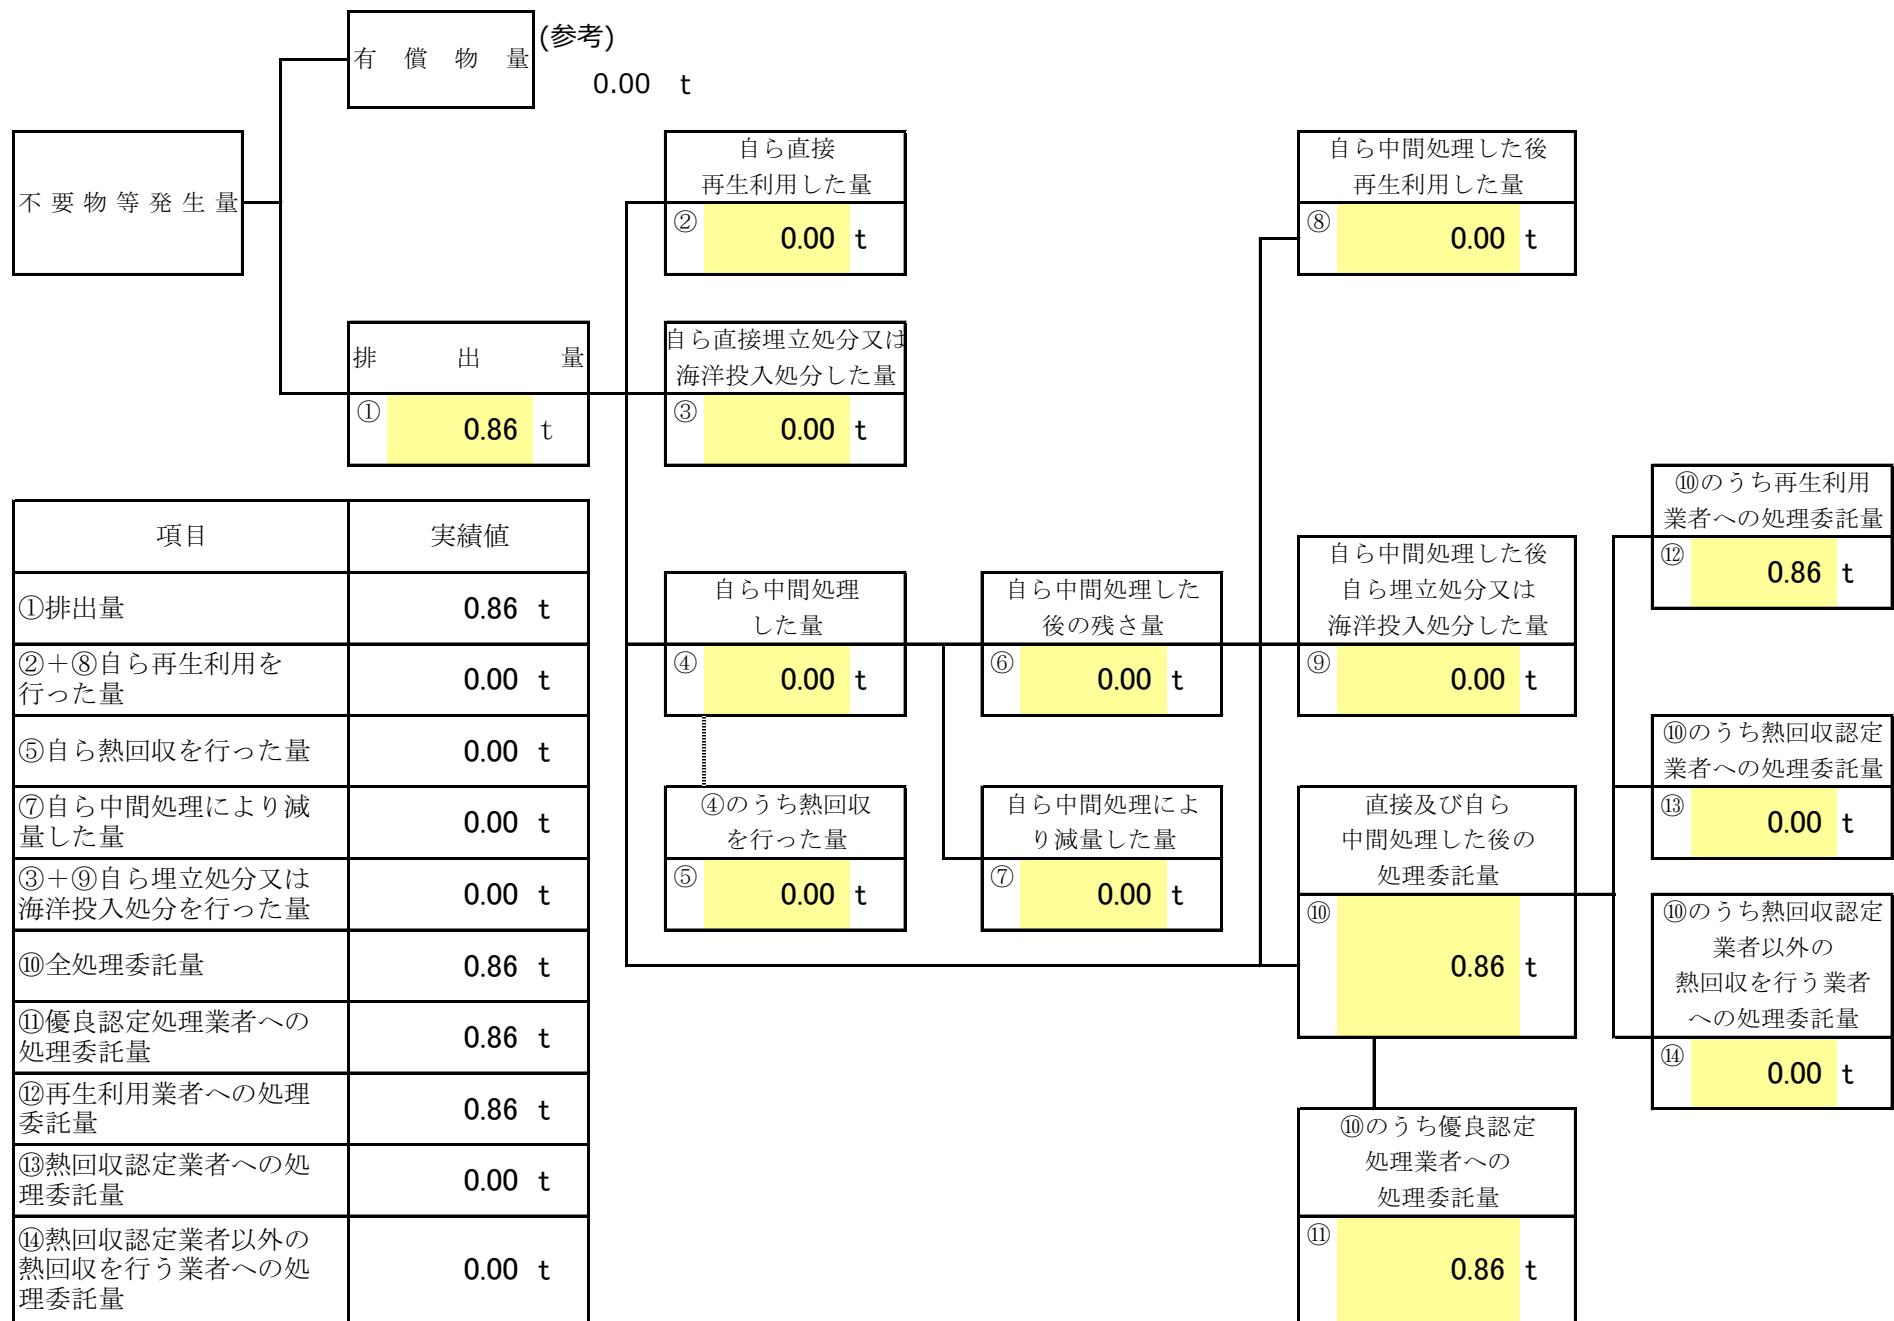 有償物量
(参考)
0.00 t
不要物等発生量
自ら直接
再生利用した量
② 0.00 t
自ら中間処理した後
再生利用した量
⑧ 0.00 t
排出量
① 0.86 t
自ら直接埋立処分又は
海洋投入処分した量
③ 0.00 t
⑩のうち再生利用
業者への処理委託量
⑫ 0.86 t
自ら中間処理
した量
④ 0.00 t
自ら中間処理した
後の残さ量
⑥ 0.00 t
自ら中間処理した後
自ら埋立処分又は
海洋投入処分した量
⑨ 0.00 t
⑩のうち熱回収認定
業者への処理委託量
⑬ 0.00 t
④のうち熱回収
を行った量
⑤ 0.00 t
自ら中間処理によ
り減量した量
⑦ 0.00 t
直接及び自ら
中間処理した後の
処理委託量
⑩ 0.86 t
⑩のうち熱回収認定
業者以外の
熱回収を行う業者
への処理委託量
⑭ 0.00 t
⑩のうち優良認定
処理業者への
処理委託量
⑪ 0.86 t
項目 実績値
①排出量 0.86 t
②+⑧自ら再生利用を
行った量 0.00 t
⑤自ら熱回収を行った量 0.00 t
⑦自ら中間処理により減
量した量 0.00 t
③+⑨自ら埋立処分又は
海洋投入処分を行った量 0.00 t
⑩全処理委託量 0.86 t
⑪優良認定処理業者への
処理委託量 0.86 t
⑫再生利用業者への処理
委託量 0.86 t
⑬熱回収認定業者への処
理委託量 0.00 t
⑭熱回収認定業者以外の
熱回収を行う業者への処
理委託量 0.00 t